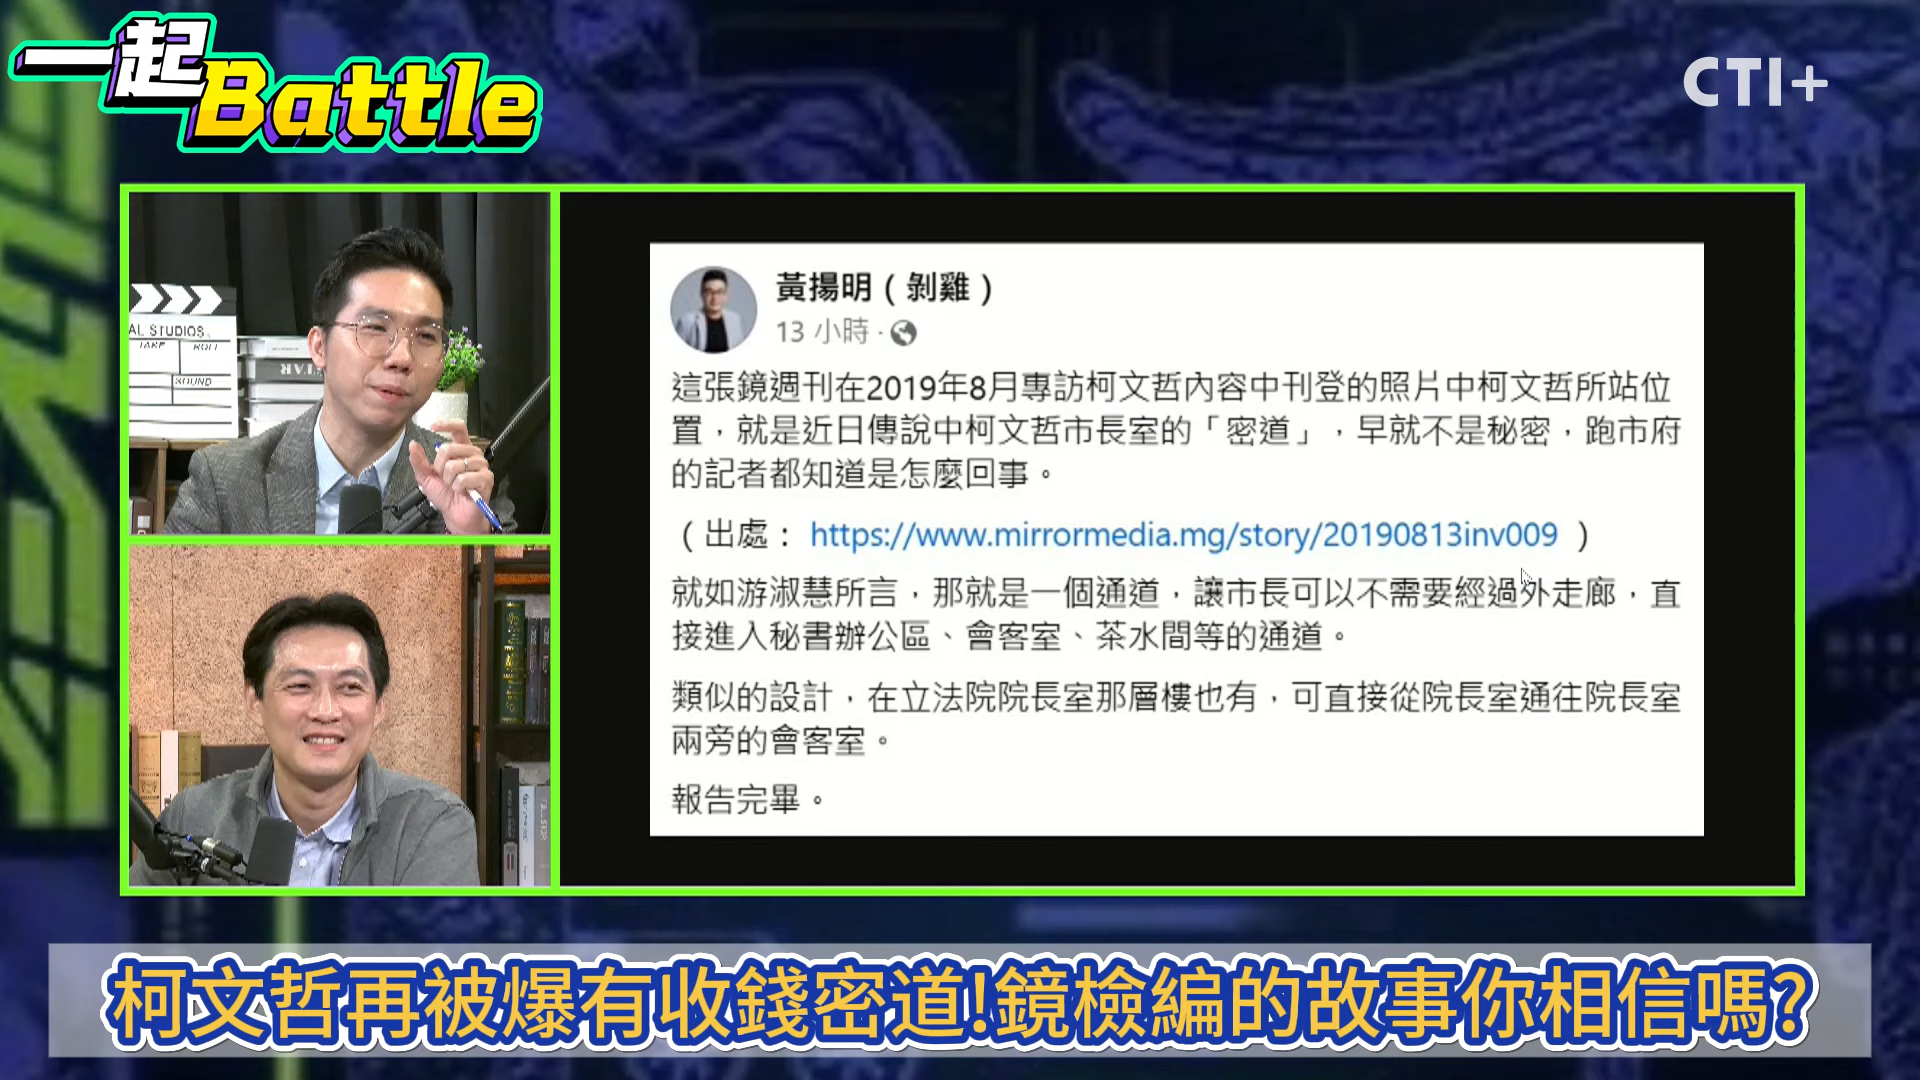 一起Battle
CTI+
AL STUDIOS
TAKE
ROLL
SOUND
黃揚明（剝雞）
13 小時 ·
這張鏡週刊在2019年8月專訪柯文哲內容中刊登的照片中柯文哲所站位
置，就是近日傳說中柯文哲市長室的「密道」，早就不是秘密，跑市府
的記者都知道是怎麼回事。
（出處： https://www.mirrormedia.mg/story/20190813inv009 ）
就如游淑慧所言，那就是一個通道，讓市長可以不需要經過外走廊，直
接進入秘書辦公區、會客室、茶水間等的通道。
類似的設計，在立法院院長室那層樓也有，可直接從院長室通往院長室
兩旁的會客室。
報告完畢。
柯文哲再被爆有收錢密道!鏡檢編的故事你相信嗎?